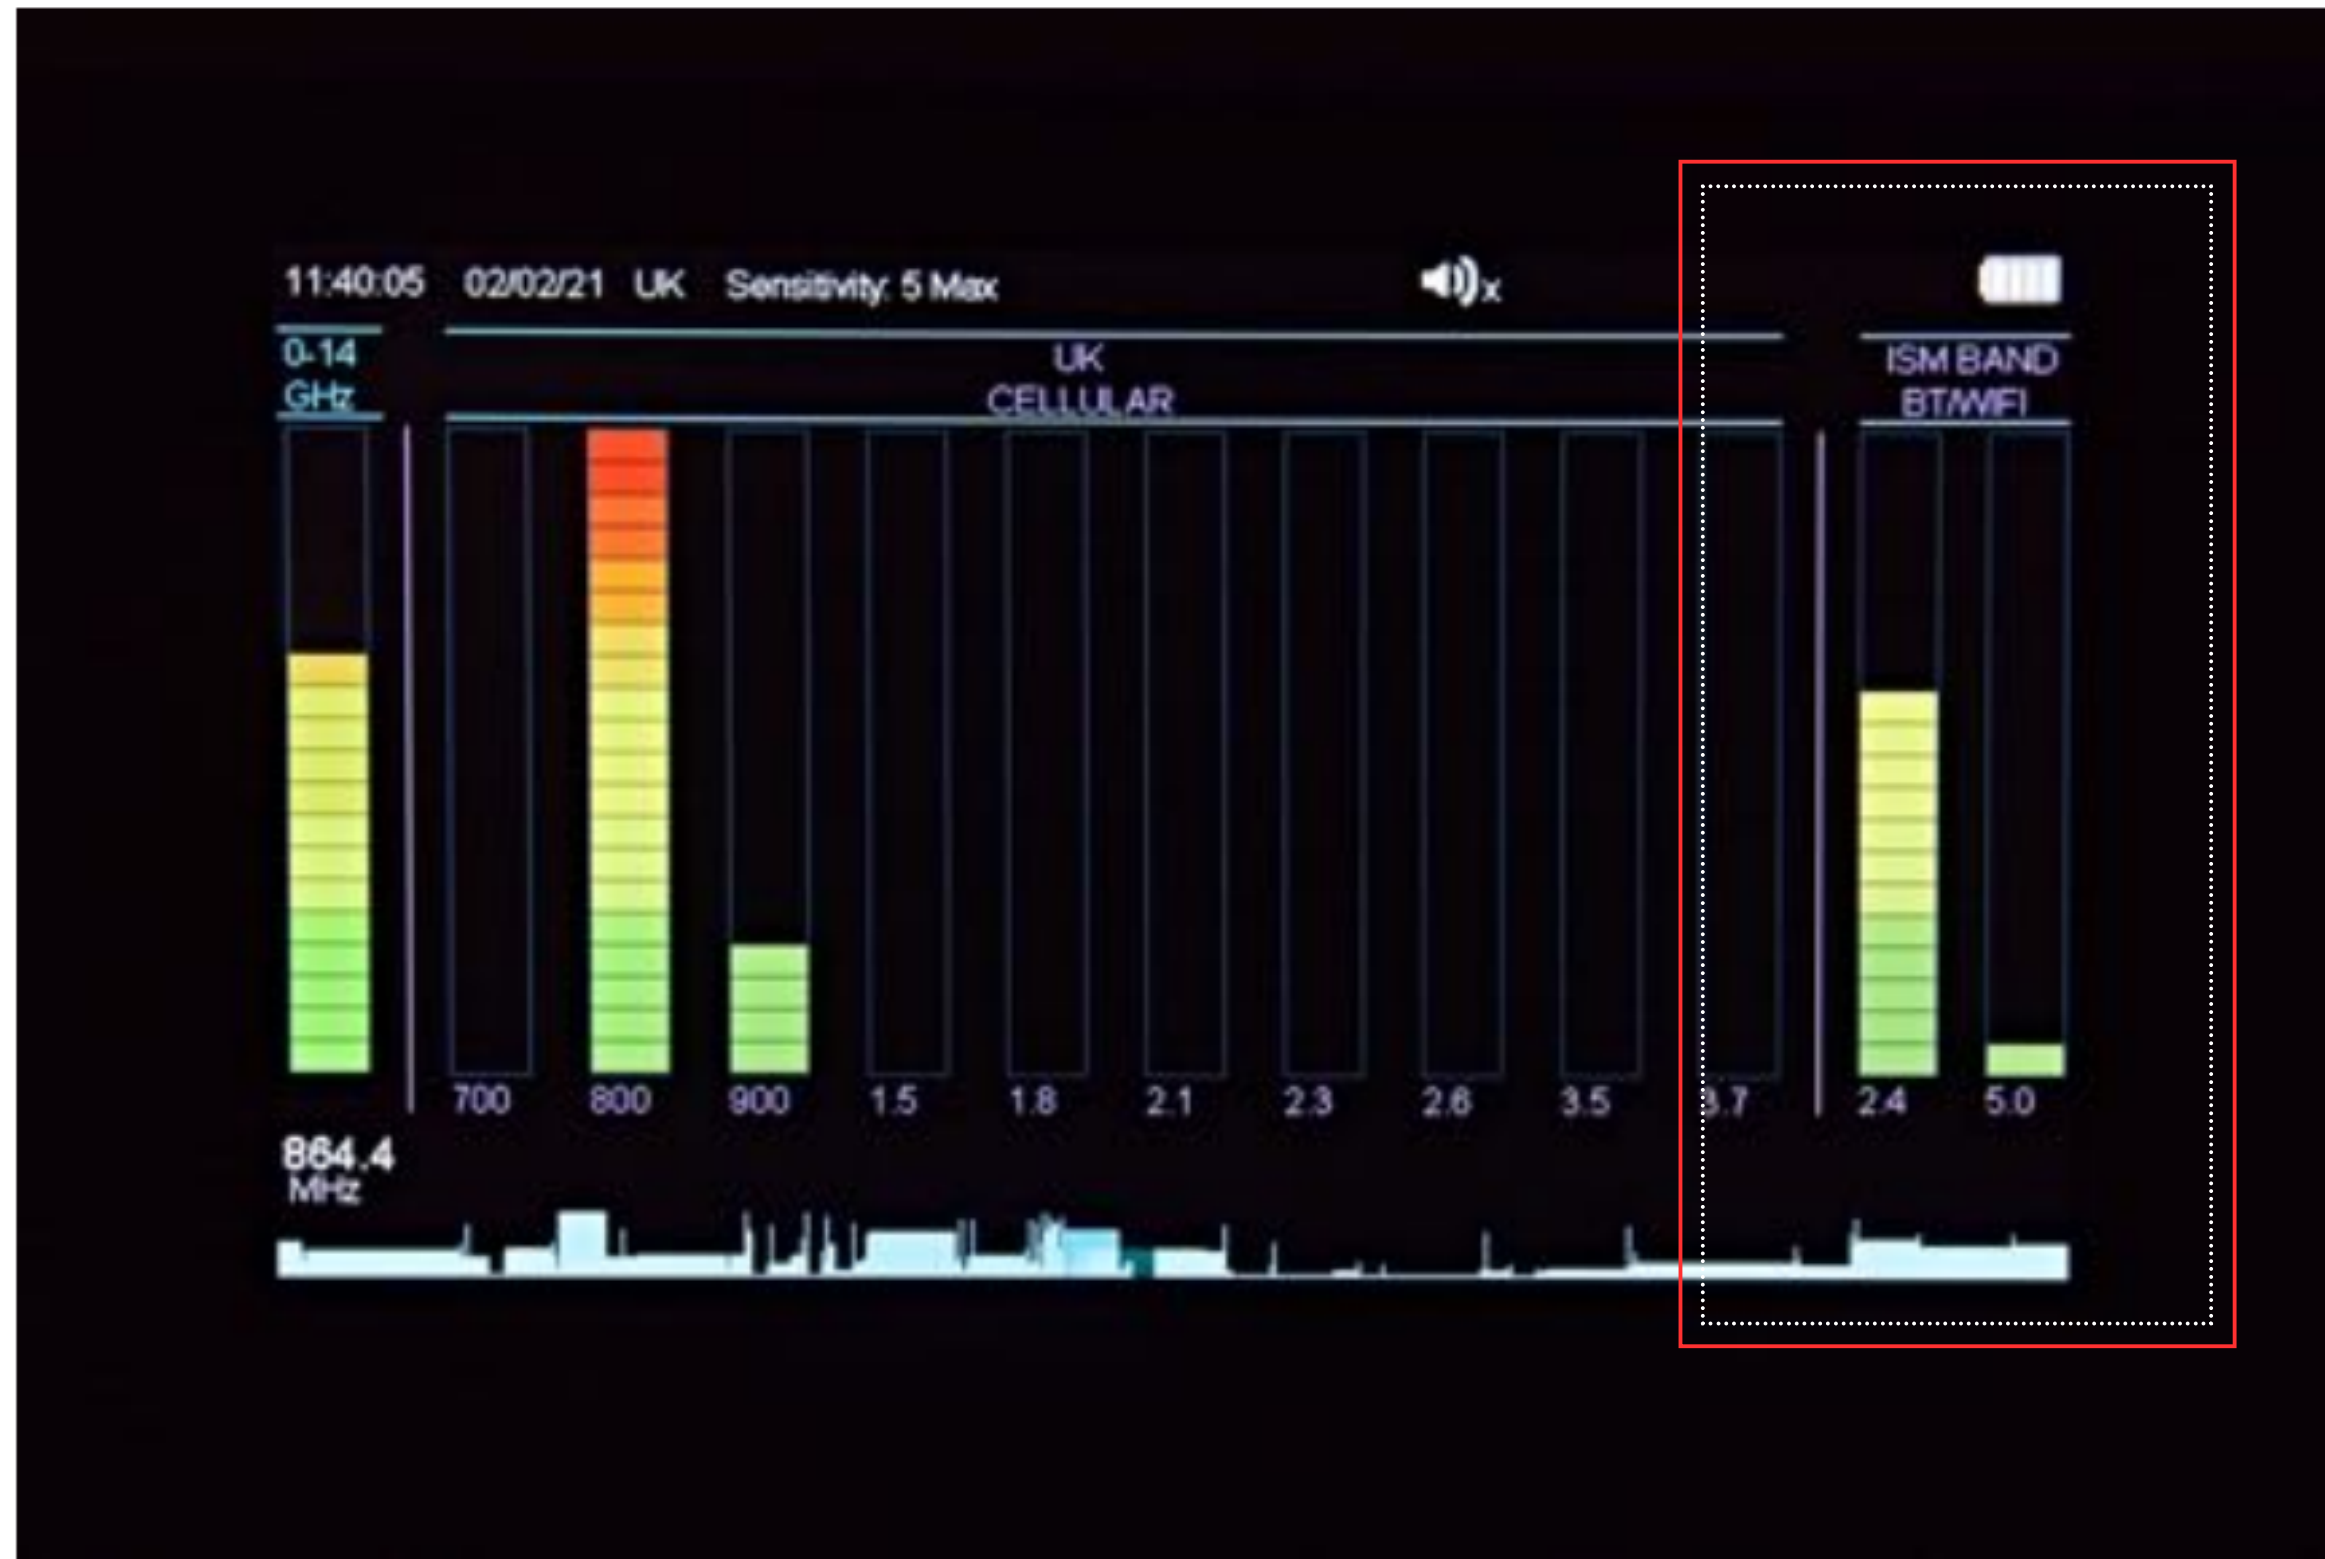 11:40:05 02/02/21 UK Sensitivity: 5 Max x
0-14
GHz
UK
CELLULAR
ISM BAND
BT/WIFI
700 800 900 1.5 1.8 2.1 2.3 2.6 3.5 3.7 2.4 5.0
864.4
MHz